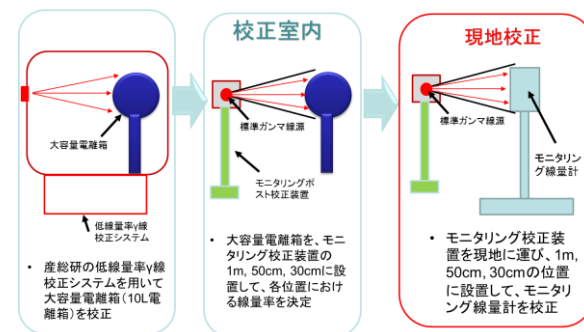 大容量電離箱
低線量率γ線
校正システム
• 産総研の低線量率γ線
校正システムを用いて
大容量電離箱(10L電
離箱)を校正
校正室内
標準ガンマ線源
モニタリングポ
スト校正装置
• 大容量電離箱を、モニ
タリング校正装置の
1m, 50cm, 30cmに設
置して、各位置におけ
る線量率を決定
現地校正
標準ガンマ線源
モニタリン
グ線量計
• モニタリング校正装
置を現地に運び、1m,
50cm, 30cmの位置
に設置して、モニタリ
ング線量計を校正